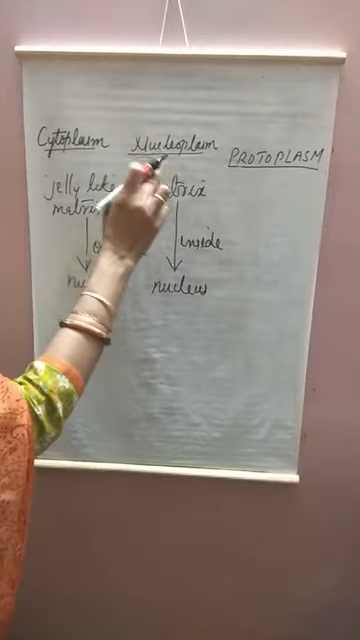 Cytoplasm Nucleoplasm PROTOPLASM
jelly like
matrix
inside
nucleus